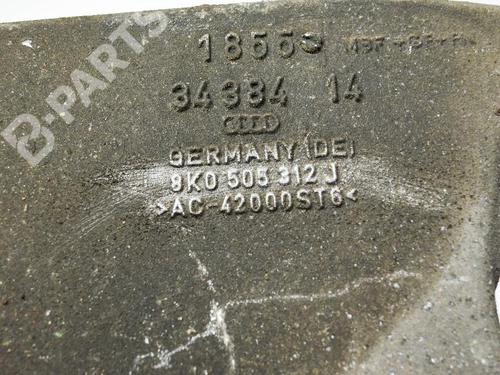 1855
34384 14
GERMANY (DE)
8K0 505 312 J
>AC-42000ST6<
B-PARTS